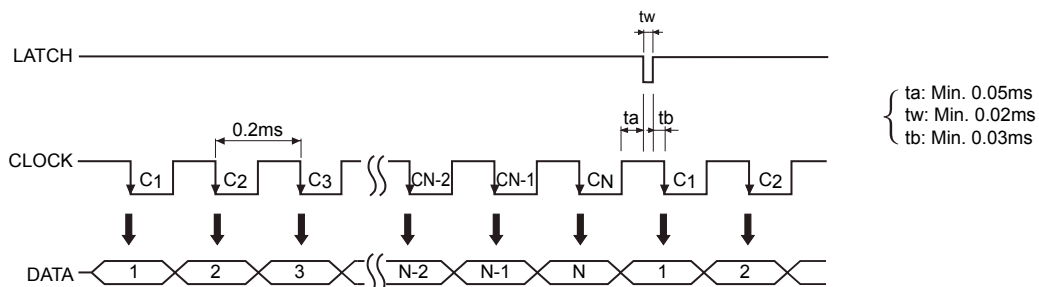 tw
LATCH
ta tb
ta: Min. 0.05ms
tw: Min. 0.02ms
tb: Min. 0.03ms
0.2ms
CLOCK C1 C2 C3 CN-2 CN-1 CN C1 C2
DATA 1 2 3 N-2 N-1 N 1 2